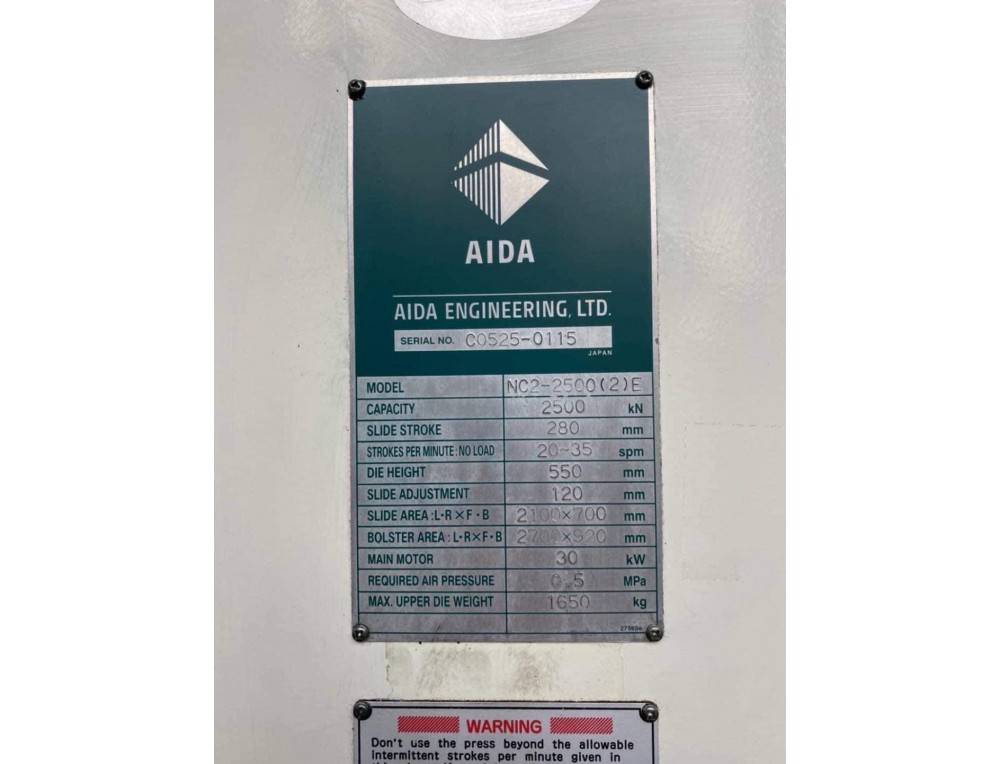 AIDA
AIDA ENGINEERING, LTD.
SERIAL NO. C0525-0115
JAPAN
MODEL NC2-2500(2)E
CAPACITY 2500 kN
SLIDE STROKE 280 mm
STROKES PER MINUTE : NO LOAD 20~35 spm
DIE HEIGHT 550 mm
SLIDE ADJUSTMENT 120 mm
SLIDE AREA : L·R×F·B 2100×700 mm
BOLSTER AREA : L·R×F·B mm
MAIN MOTOR 30 kW
REQUIRED AIR PRESSURE 0.5 MPa
MAX. UPPER DIE WEIGHT 1650 kg
WARNING
Don't use the press beyond the allowable
intermittent strokes per minute given in